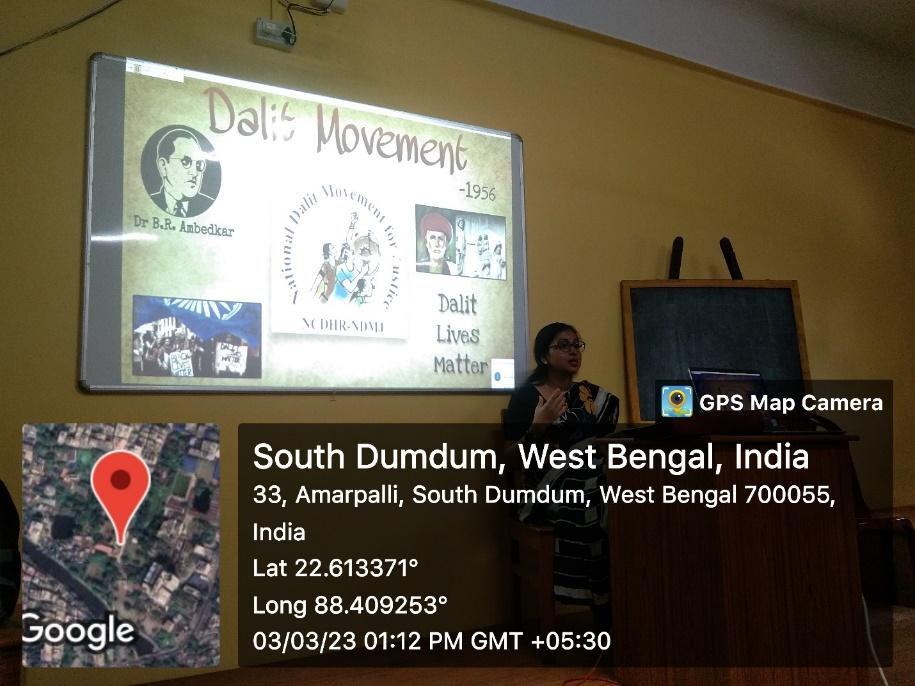 Dalit Movement
-1956
Dr B.R. Ambedkar
National Dalit Movement for Justice
NCDHR-NDMJ
Dalit
Lives
Matter
GPS Map Camera
South Dumdum, West Bengal, India
33, Amarpalli, South Dumdum, West Bengal 700055,
India
Lat 22.613371°
Long 88.409253°
03/03/23 01:12 PM GMT +05:30
Google